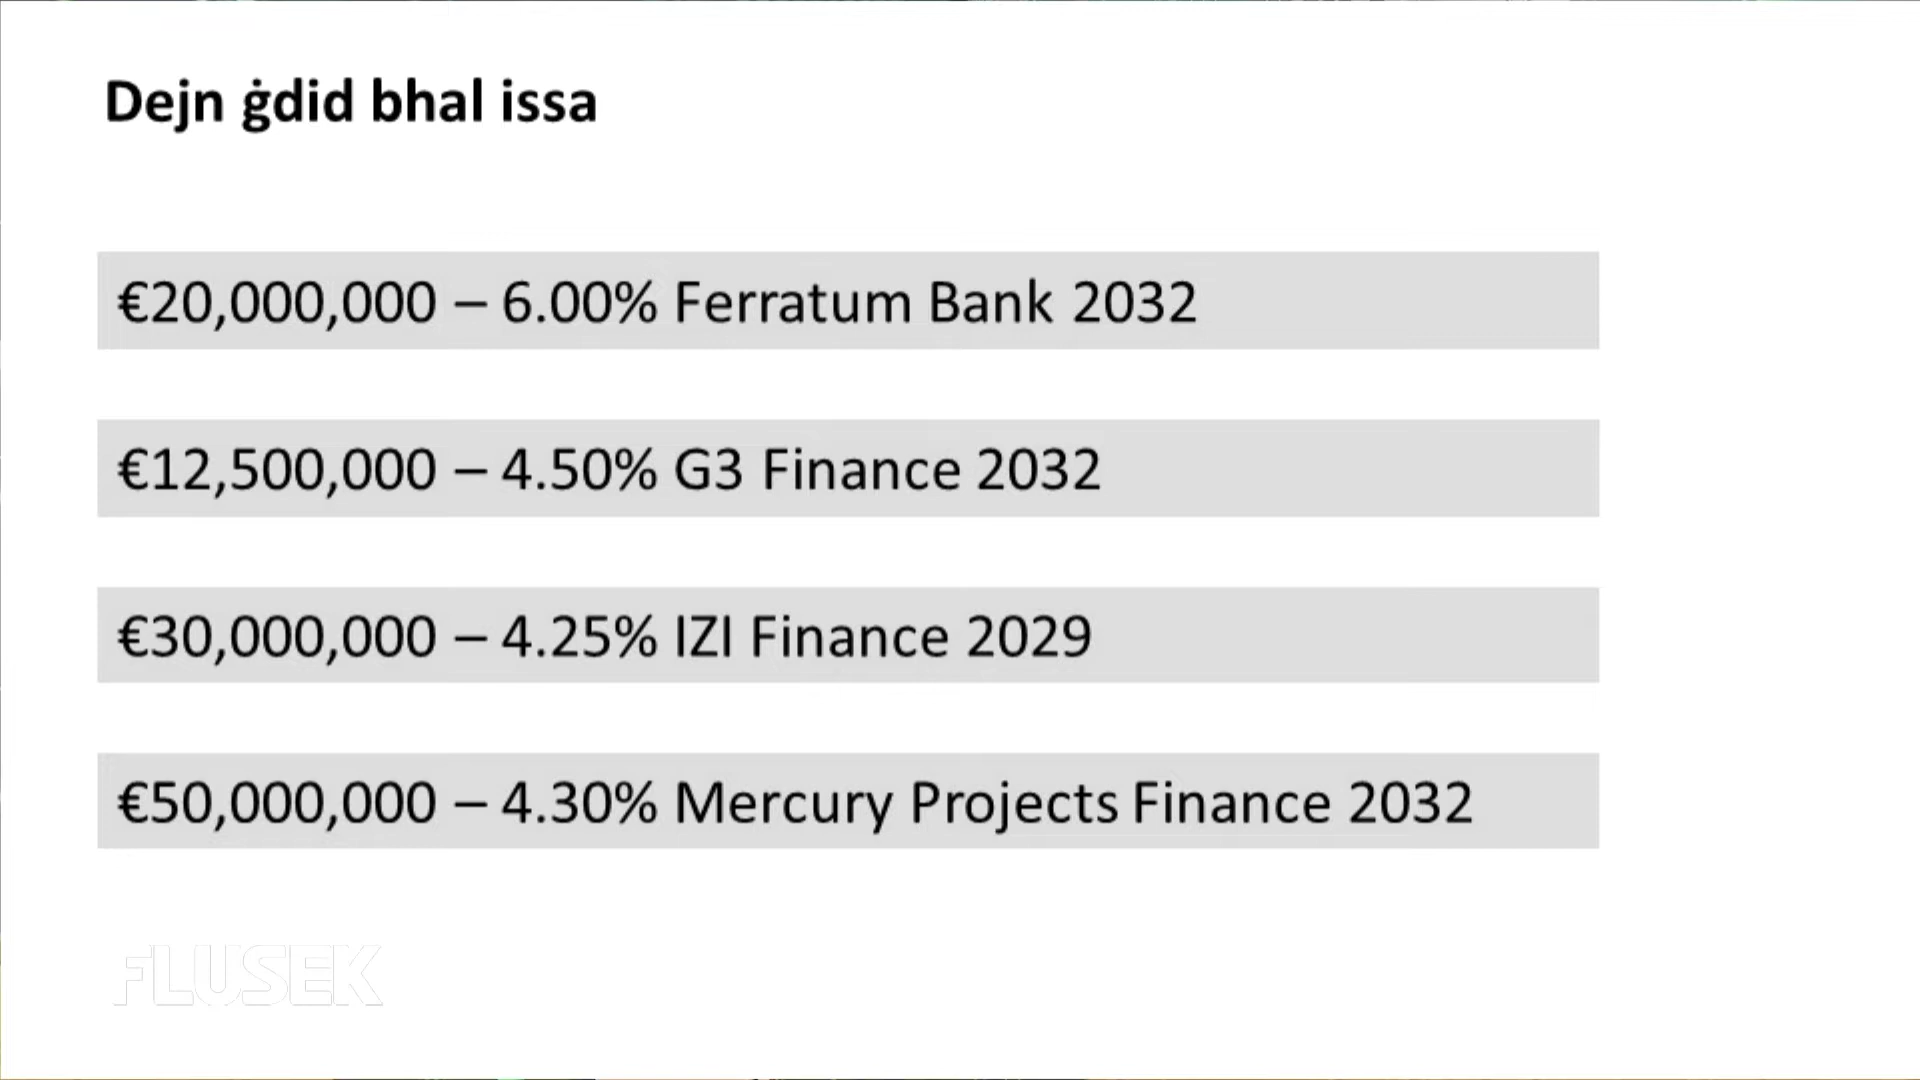 Dejn ġdid bhal issa
€20,000,000 – 6.00% Ferratum Bank 2032
€12,500,000 – 4.50% G3 Finance 2032
€30,000,000 – 4.25% IZI Finance 2029
€50,000,000 – 4.30% Mercury Projects Finance 2032
FLUSEK